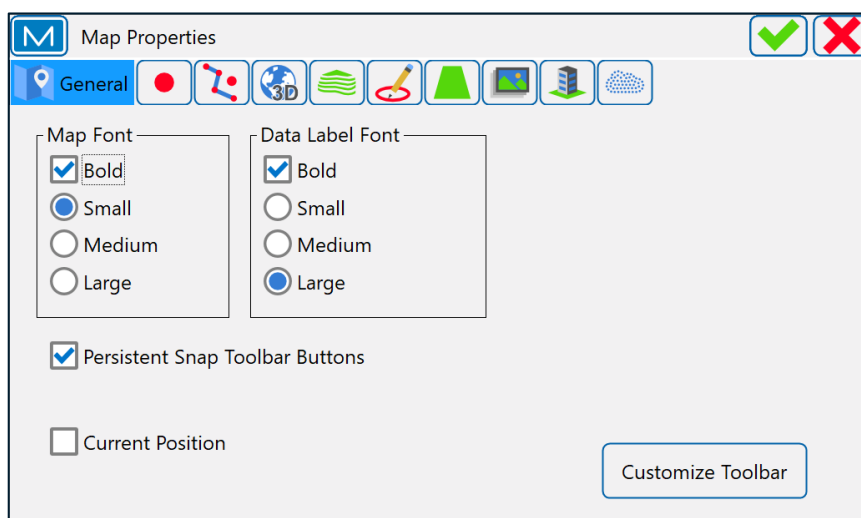 Map Properties
General
3D
Map Font
Bold
Small
Medium
Large
Data Label Font
Bold
Small
Medium
Large
Persistent Snap Toolbar Buttons
Current Position
Customize Toolbar